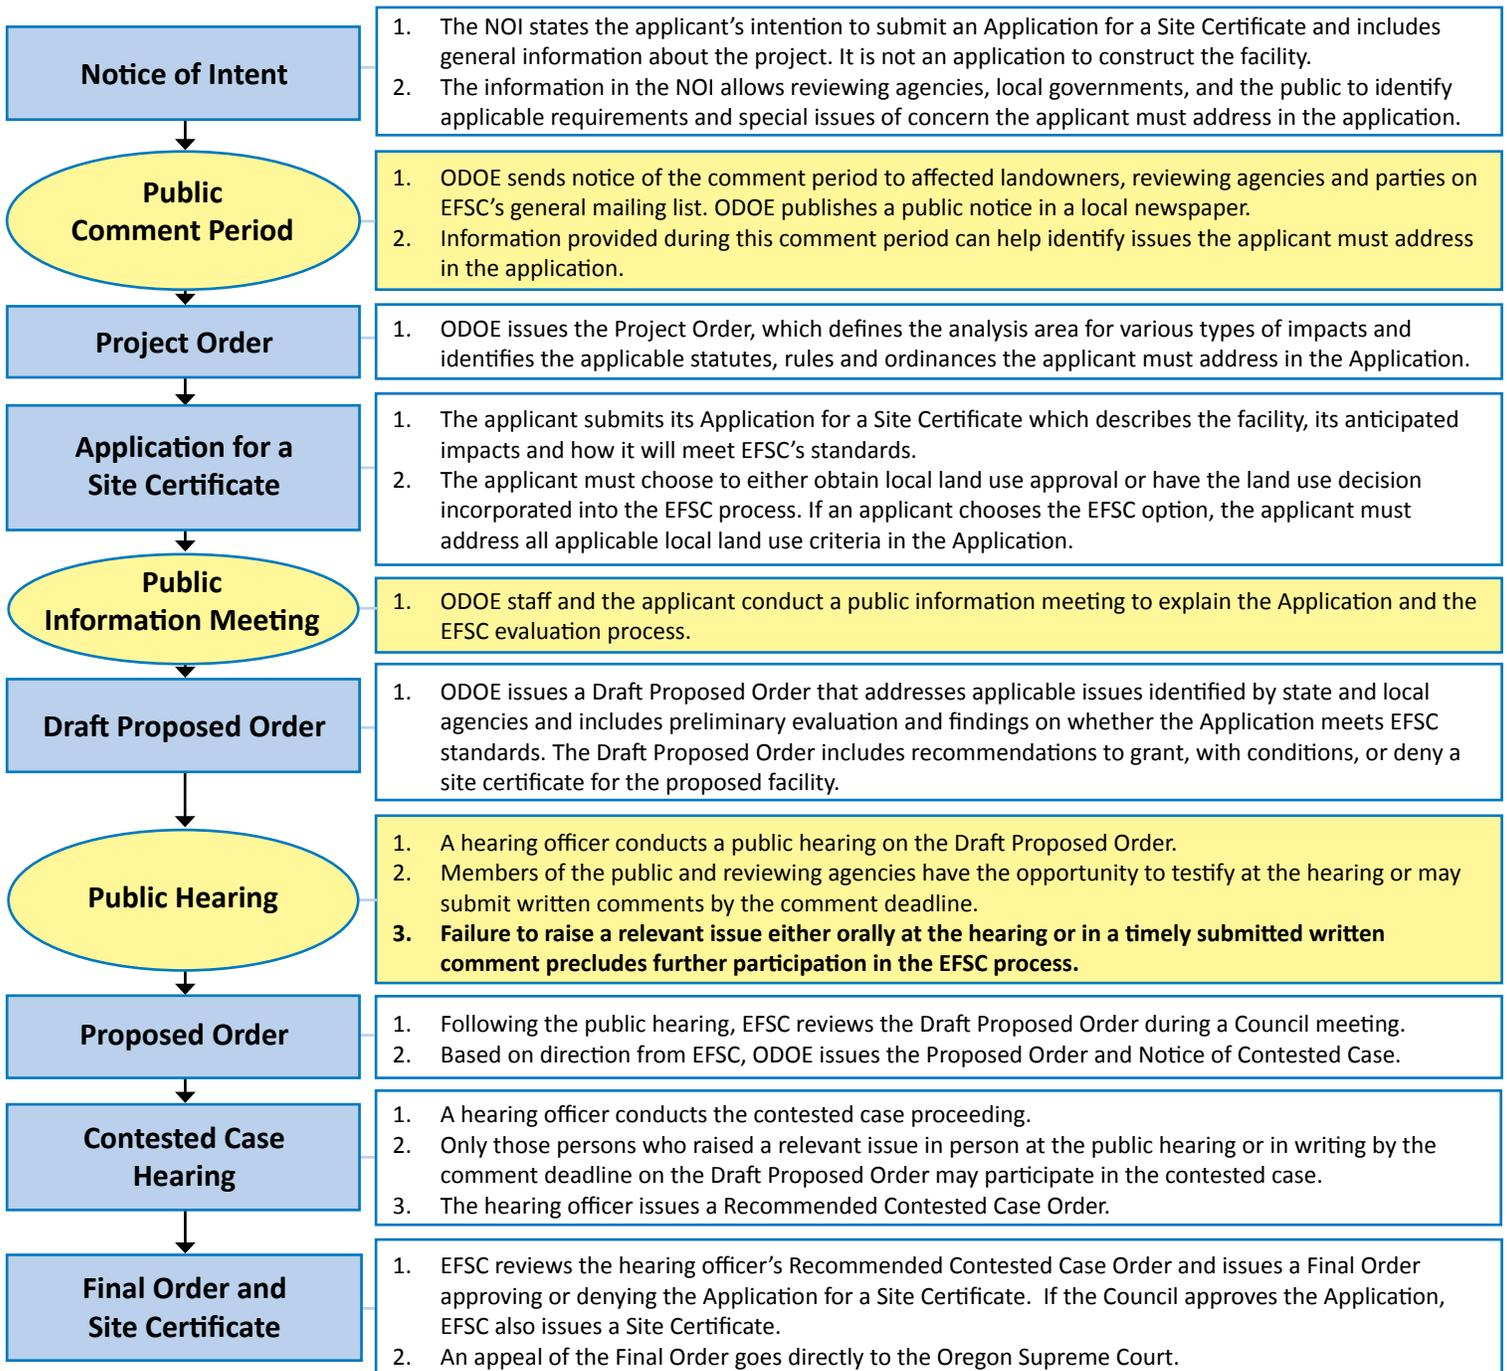 Notice of Intent
1. The NOI states the applicant’s intention to submit an Application for a Site Certificate and includes
general information about the project. It is not an application to construct the facility.
2. The information in the NOI allows reviewing agencies, local governments, and the public to identify
applicable requirements and special issues of concern the applicant must address in the application.
Public
Comment Period
1. ODOE sends notice of the comment period to affected landowners, reviewing agencies and parties on
EFSC’s general mailing list. ODOE publishes a public notice in a local newspaper.
2. Information provided during this comment period can help identify issues the applicant must address
in the application.
Project Order
1. ODOE issues the Project Order, which defines the analysis area for various types of impacts and
identifies the applicable statutes, rules and ordinances the applicant must address in the Application.
Application for a
Site Certificate
1. The applicant submits its Application for a Site Certificate which describes the facility, its anticipated
impacts and how it will meet EFSC’s standards.
2. The applicant must choose to either obtain local land use approval or have the land use decision
incorporated into the EFSC process. If an applicant chooses the EFSC option, the applicant must
address all applicable local land use criteria in the Application.
Public
Information Meeting
1. ODOE staff and the applicant conduct a public information meeting to explain the Application and the
EFSC evaluation process.
Draft Proposed Order
1. ODOE issues a Draft Proposed Order that addresses applicable issues identified by state and local
agencies and includes preliminary evaluation and findings on whether the Application meets EFSC
standards. The Draft Proposed Order includes recommendations to grant, with conditions, or deny a
site certificate for the proposed facility.
Public Hearing
1. A hearing officer conducts a public hearing on the Draft Proposed Order.
2. Members of the public and reviewing agencies have the opportunity to testify at the hearing or may
submit written comments by the comment deadline.
3. Failure to raise a relevant issue either orally at the hearing or in a timely submitted written
comment precludes further participation in the EFSC process.
Proposed Order
1. Following the public hearing, EFSC reviews the Draft Proposed Order during a Council meeting.
2. Based on direction from EFSC, ODOE issues the Proposed Order and Notice of Contested Case.
Contested Case
Hearing
1. A hearing officer conducts the contested case proceeding.
2. Only those persons who raised a relevant issue in person at the public hearing or in writing by the
comment deadline on the Draft Proposed Order may participate in the contested case.
3. The hearing officer issues a Recommended Contested Case Order.
Final Order and
Site Certificate
1. EFSC reviews the hearing officer’s Recommended Contested Case Order and issues a Final Order
approving or denying the Application for a Site Certificate.  If the Council approves the Application,
EFSC also issues a Site Certificate.
2. An appeal of the Final Order goes directly to the Oregon Supreme Court.